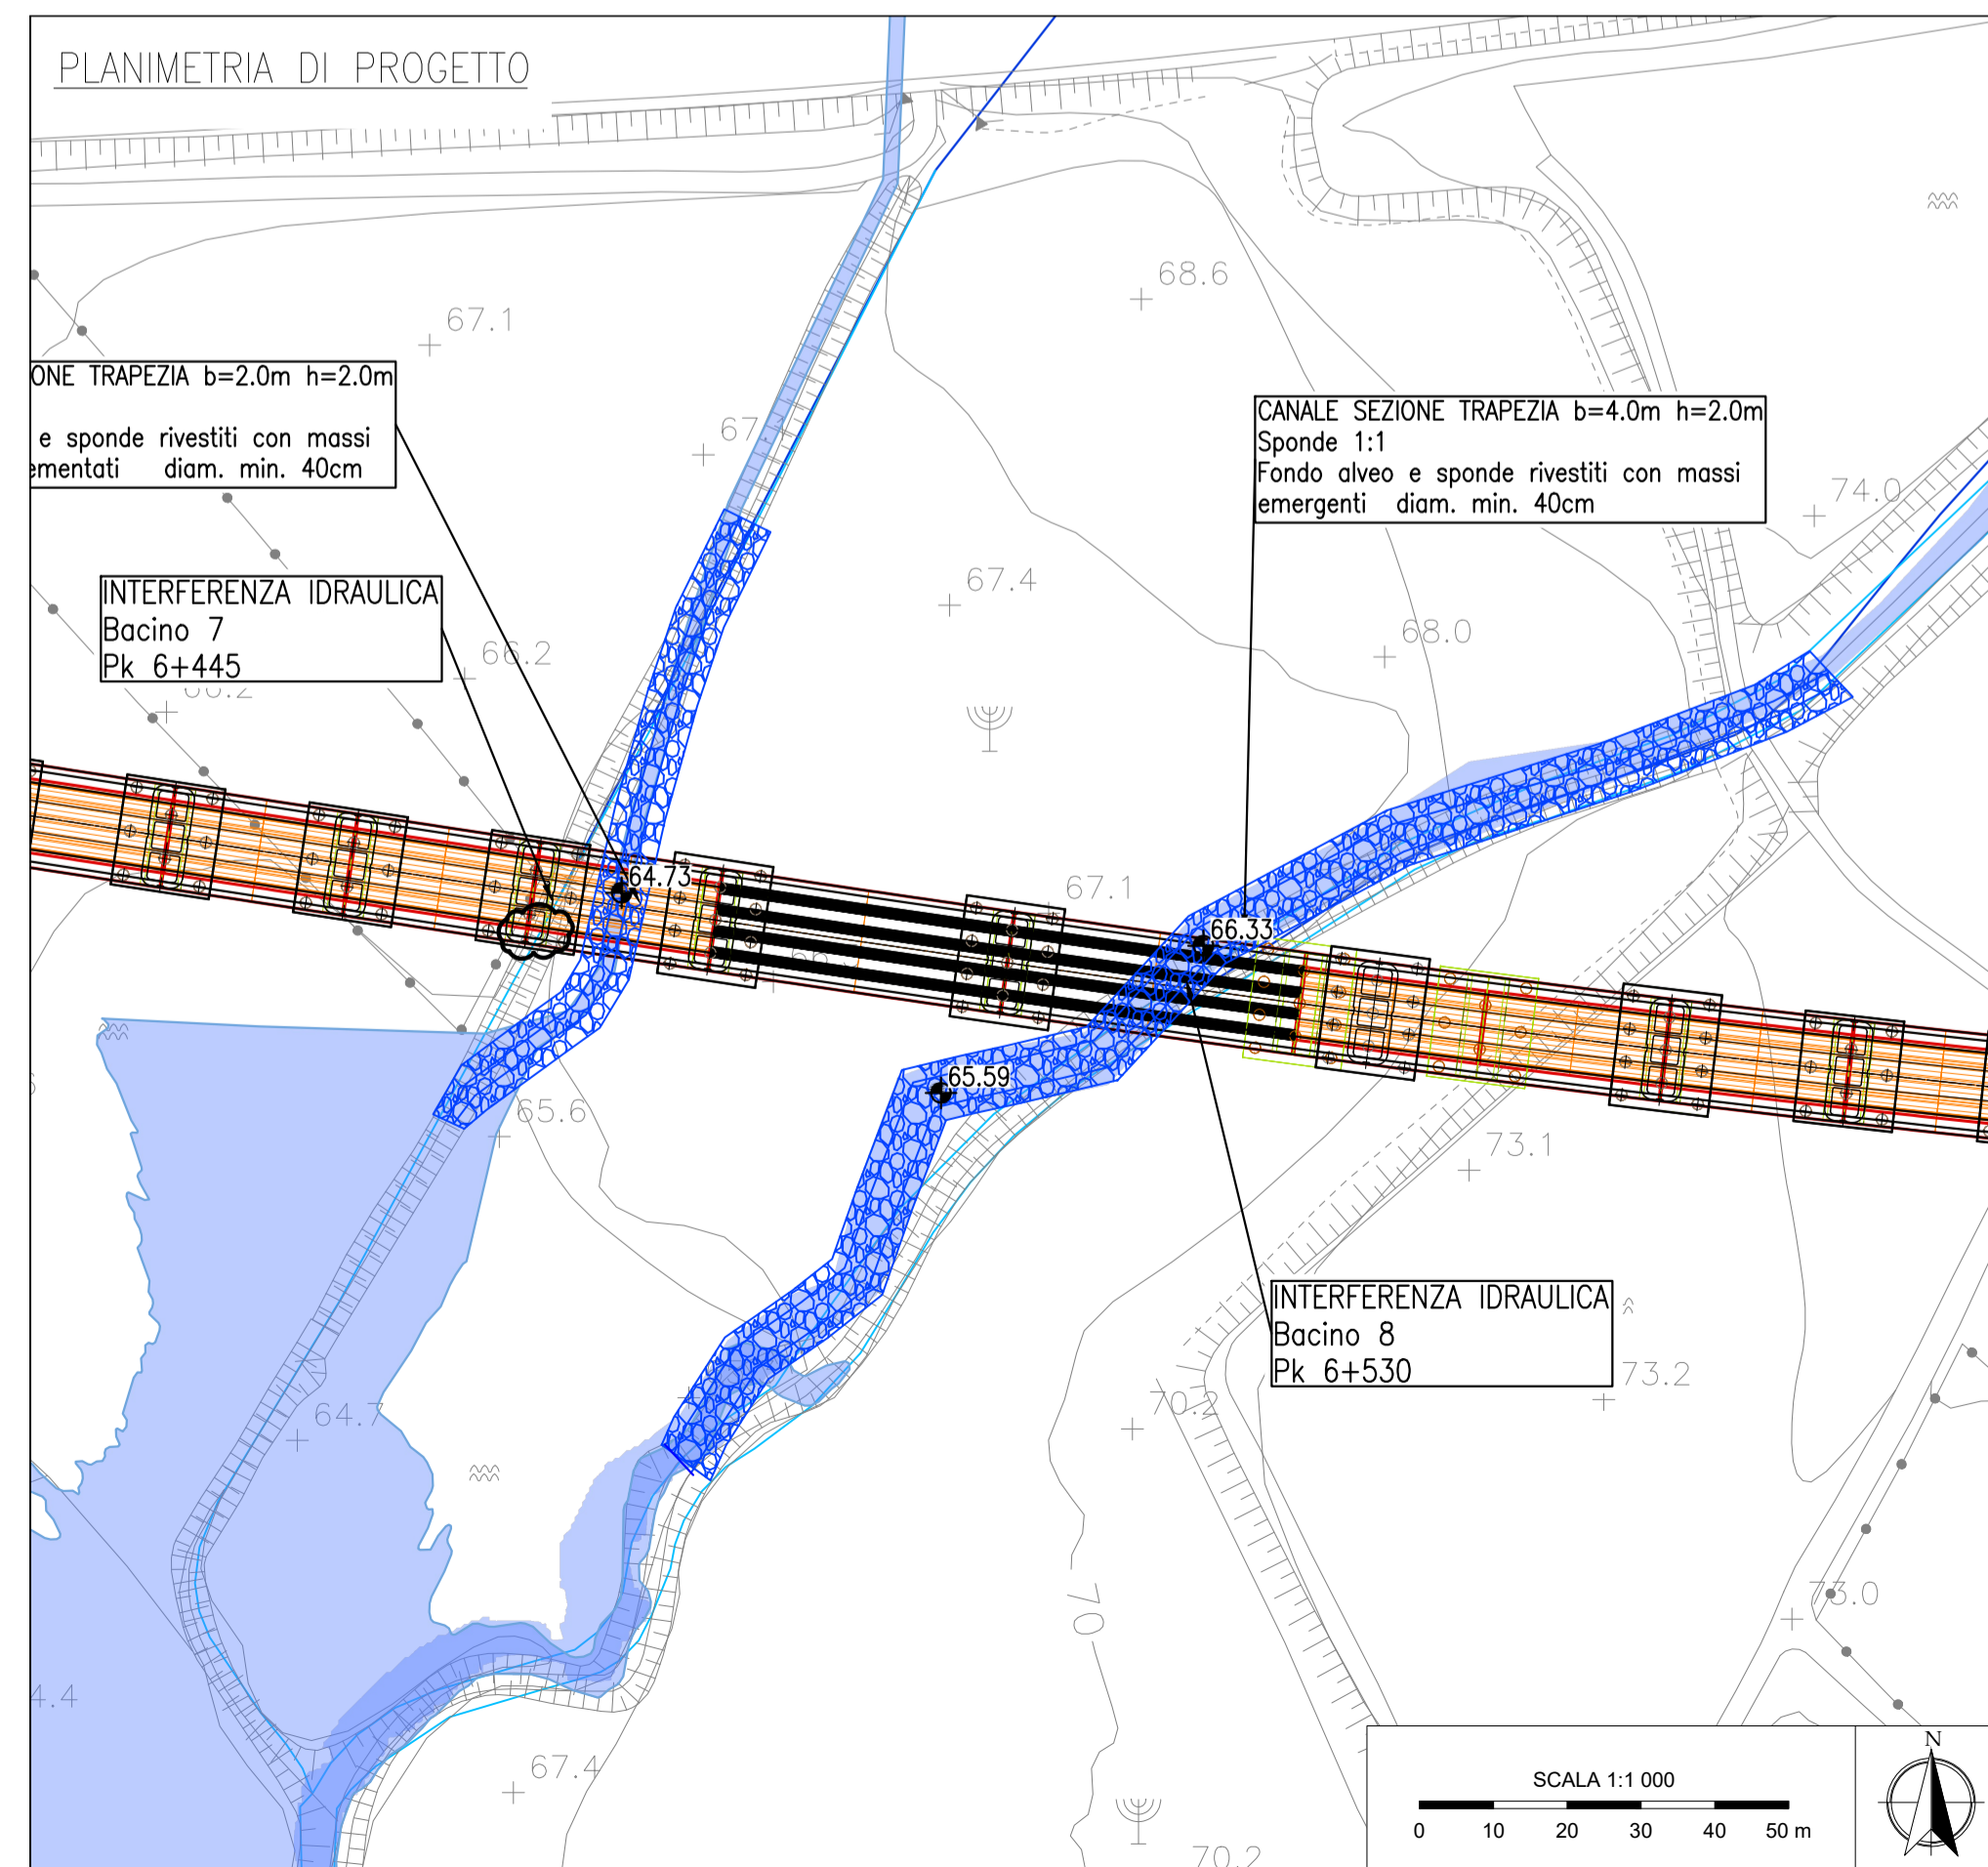 PLANIMETRIA DI PROGETTO
68.6
67.1
ONE TRAPEZIA b=2.0m h=2.0m
e sponde rivestiti con massi
ementati diam. min. 40cm
CANALE SEZIONE TRAPEZIA b=4.0m h=2.0m
Sponde 1:1
Fondo alveo e sponde rivestiti con massi
emergenti diam. min. 40cm
74.0
67.4
INTERFERENZA IDRAULICA
Bacino 7
Pk 6+445
66.2
66.2
68.0
64.73
67.1
66.33
65.59
65.6
73.1
INTERFERENZA IDRAULICA
Bacino 8
Pk 6+530
73.2
70.2
64.7
70
73.0
4.4
67.4
70.2
SCALA 1:1 000
0 10 20 30 40 50 m
N